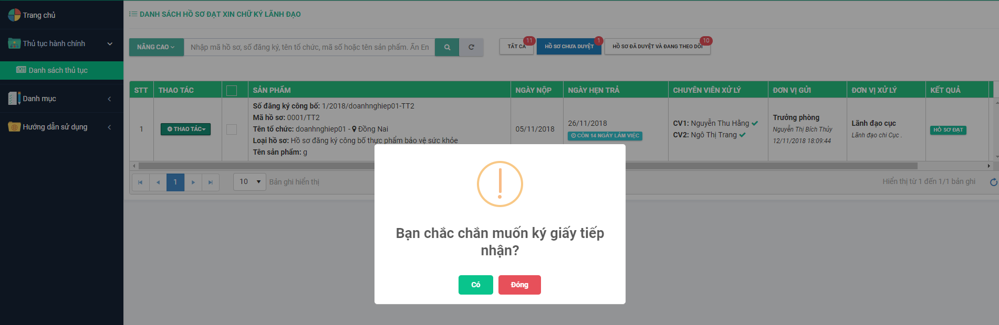 Trang chủ
Thủ tục hành chính
Danh sách thủ tục
Danh mục
Hướng dẫn sử dụng
DANH SÁCH HỒ SƠ ĐẠT XIN CHỮ KÝ LÃNH ĐẠO
NÂNG CAO
Nhập mã hồ sơ, số đăng ký, tên tổ chức, mã số hoặc tên sản phẩm. Ấn En
TẤT CẢ 11
HỒ SƠ CHƯA DUYỆT 1
HỒ SƠ ĐÃ DUYỆT VÀ ĐANG THEO DÕI 10
STT THAO TÁC SẢN PHẨM NGÀY NỘP NGÀY HẸN TRẢ CHUYÊN VIÊN XỬ LÝ ĐƠN VỊ GỬI ĐƠN VỊ XỬ LÝ KẾT QUẢ
1
THAO TÁC
Số đăng ký công bố: 1/2018/doanhnghiep01-TT2
Mã hồ sơ: 0001/TT2
Tên tổ chức: doanhnghiep01 - Đồng Nai
Loại hồ sơ: Hồ sơ đăng ký công bố thực phẩm bảo vệ sức khỏe
Tên sản phẩm: g
05/11/2018
26/11/2018
CÒN 14 NGÀY LÀM VIỆC
CV1: Nguyễn Thu Hằng
CV2: Ngô Thị Trang
Trưởng phòng
Nguyễn Thị Bích Thủy
12/11/2018 18:09:44
Lãnh đạo cục
Lãnh đạo chi Cục .
HỒ SƠ ĐẠT
1
10
Bản ghi hiển thị
Hiển thị từ 1 đến 1/1 bản ghi
Bạn chắc chắn muốn ký giấy tiếp
nhận?
Có
Đóng